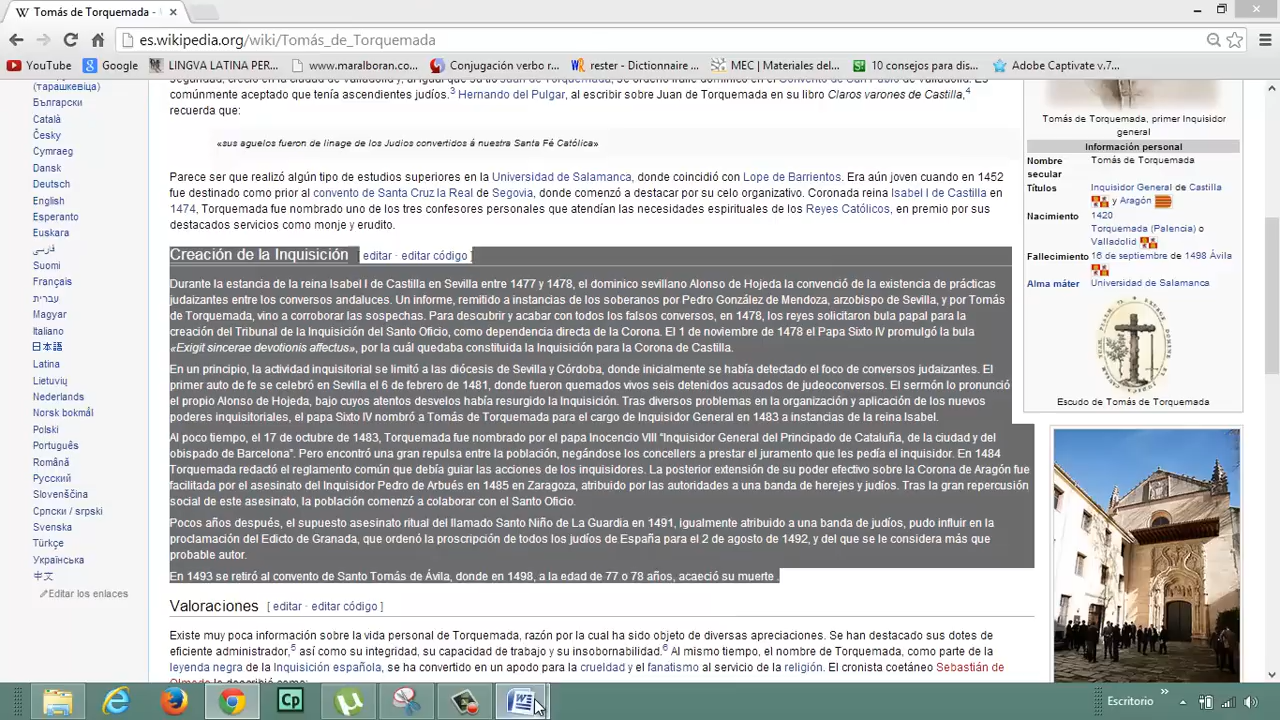 Tomás de Torquemada -
es.wikipedia.org/wiki/Tomás_de_Torquemada
YouTube
Google
LINGVA LATINA PER...
www.maralboran.co...
Conjugación verbo r...
rester - Dictionnaire ...
MEC | Materiales del...
10 consejos para dis...
Adobe Captivate v.7...
(тарашкевіца)
Български
Català
Česky
Cymraeg
Dansk
Deutsch
English
Esperanto
Euskara
فارسی
Suomi
Français
עברית
Magyar
Italiano
日本語
Latina
Lietuvių
Nederlands
Norsk bokmål
Polski
Português
Română
Русский
Slovenščina
Српски / srpski
Svenska
Türkçe
Українська
中文
Editar los enlaces
comúnmente aceptado que tenía ascendientes judíos.3 Hernando del Pulgar, al escribir sobre Juan de Torquemada en su libro Claros varones de Castilla,4
recuerda que:
«sus aguelos fueron de linage de los Judios convertidos á nuestra Santa Fé Católica»
Parece ser que realizó algún tipo de estudios superiores en la Universidad de Salamanca, donde coincidió con Lope de Barrientos. Era aún joven cuando en 1452
fue destinado como prior al convento de Santa Cruz la Real de Segovia, donde comenzó a destacar por su celo organizativo. Coronada reina Isabel I de Castilla en
1474, Torquemada fue nombrado uno de los tres confesores personales que atendían las necesidades espirituales de los Reyes Católicos, en premio por sus
destacados servicios como monje y erudito.
Creación de la Inquisición [ editar · editar código ]
Durante la estancia de la reina Isabel I de Castilla en Sevilla entre 1477 y 1478, el dominico sevillano Alonso de Hojeda la convenció de la existencia de prácticas
judaizantes entre los conversos andaluces. Un informe, remitido a instancias de los soberanos por Pedro González de Mendoza, arzobispo de Sevilla, y por Tomás
de Torquemada, vino a corroborar las sospechas. Para descubrir y acabar con todos los falsos conversos, en 1478, los reyes solicitaron bula papal para la
creación del Tribunal de la Inquisición del Santo Oficio, como dependencia directa de la Corona. El 1 de noviembre de 1478 el Papa Sixto IV promulgó la bula
«Exigit sincerae devotionis affectus», por la cuál quedaba constituida la Inquisición para la Corona de Castilla.
En un principio, la actividad inquisitorial se limitó a las diócesis de Sevilla y Córdoba, donde inicialmente se había detectado el foco de conversos judaizantes. El
primer auto de fe se celebró en Sevilla el 6 de febrero de 1481, donde fueron quemados vivos seis detenidos acusados de judeoconversos. El sermón lo pronunció
el propio Alonso de Hojeda, bajo cuyos atentos desvelos había resurgido la Inquisición. Tras diversos problemas en la organización y aplicación de los nuevos
poderes inquisitoriales, el papa Sixto IV nombró a Tomás de Torquemada para el cargo de Inquisidor General en 1483 a instancias de la reina Isabel.
Al poco tiempo, el 17 de octubre de 1483, Torquemada fue nombrado por el papa Inocencio VIII “Inquisidor General del Principado de Cataluña, de la ciudad y del
obispado de Barcelona”. Pero encontró una gran repulsa entre la población, negándose los concellers a prestar el juramento que les pedía el inquisidor. En 1484
Torquemada redactó el reglamento común que debía guiar las acciones de los inquisidores. La posterior extensión de su poder efectivo sobre la Corona de Aragón fue
facilitada por el asesinato del Inquisidor Pedro de Arbués en 1485 en Zaragoza, atribuido por las autoridades a una banda de herejes y judíos. Tras la gran repercusión
social de este asesinato, la población comenzó a colaborar con el Santo Oficio.
Pocos años después, el supuesto asesinato ritual del llamado Santo Niño de La Guardia en 1491, igualmente atribuido a una banda de judíos, pudo influir en la
proclamación del Edicto de Granada, que ordenó la proscripción de todos los judíos de España para el 2 de agosto de 1492, y del que se le considera más que
probable autor.
En 1493 se retiró al convento de Santo Tomás de Ávila, donde en 1498, a la edad de 77 o 78 años, acaeció su muerte .
Valoraciones [ editar · editar código ]
Existe muy poca información sobre la vida personal de Torquemada, razón por la cual ha sido objeto de diversas apreciaciones. Se han destacado sus dotes de
eficiente administrador,5 así como su integridad, su capacidad de trabajo y su insobornabilidad.6 Al mismo tiempo, el nombre de Torquemada, como parte de la
leyenda negra de la Inquisición española, se ha convertido en un apodo para la crueldad y el fanatismo al servicio de la religión. El cronista coetáneo Sebastián de
Tomás de Torquemada, primer Inquisidor
general
Información personal
Nombre secular Tomás de Torquemada
Títulos Inquisidor General de Castilla
y Aragón
Nacimiento 1420
Torquemada (Palencia) o
Valladolid
Fallecimiento 16 de septiembre de 1498 Ávila
Alma máter Universidad de Salamanca
Escudo de Tomás de Torquemada
Cp
Escritorio